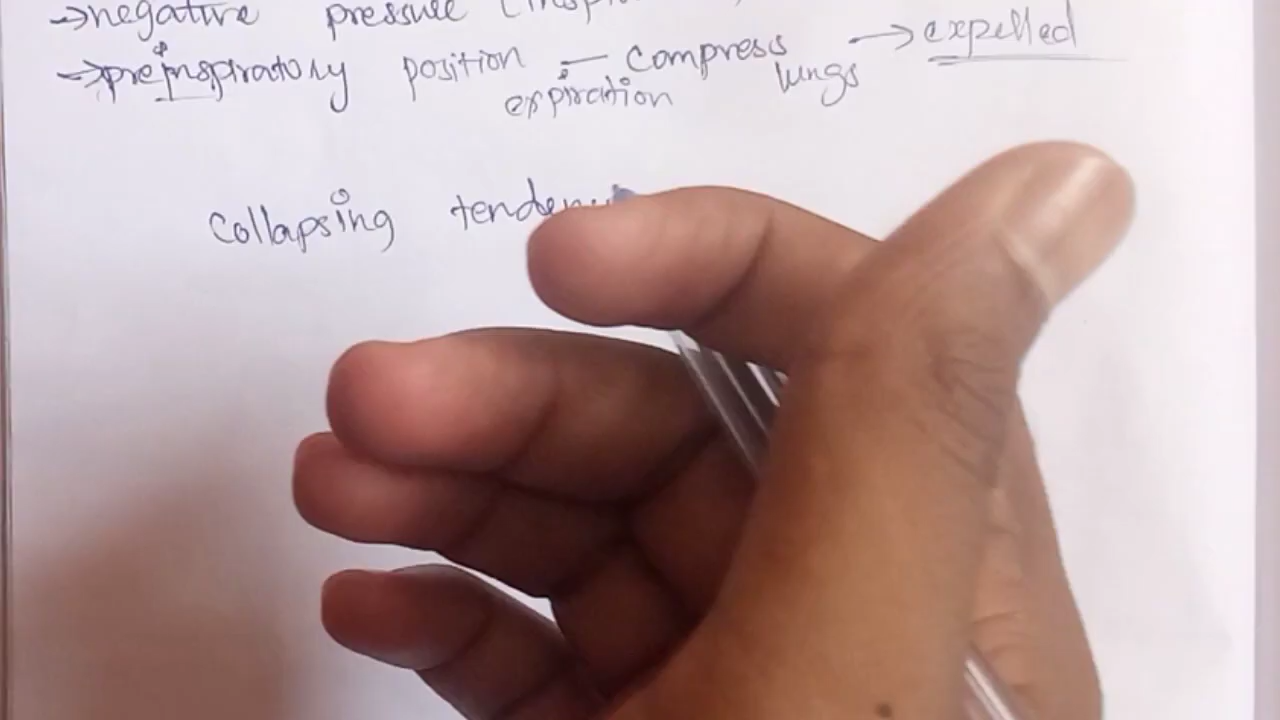 →negative pressure
→preinspiratory position – compress lungs → expelled
expiration
Collapsing